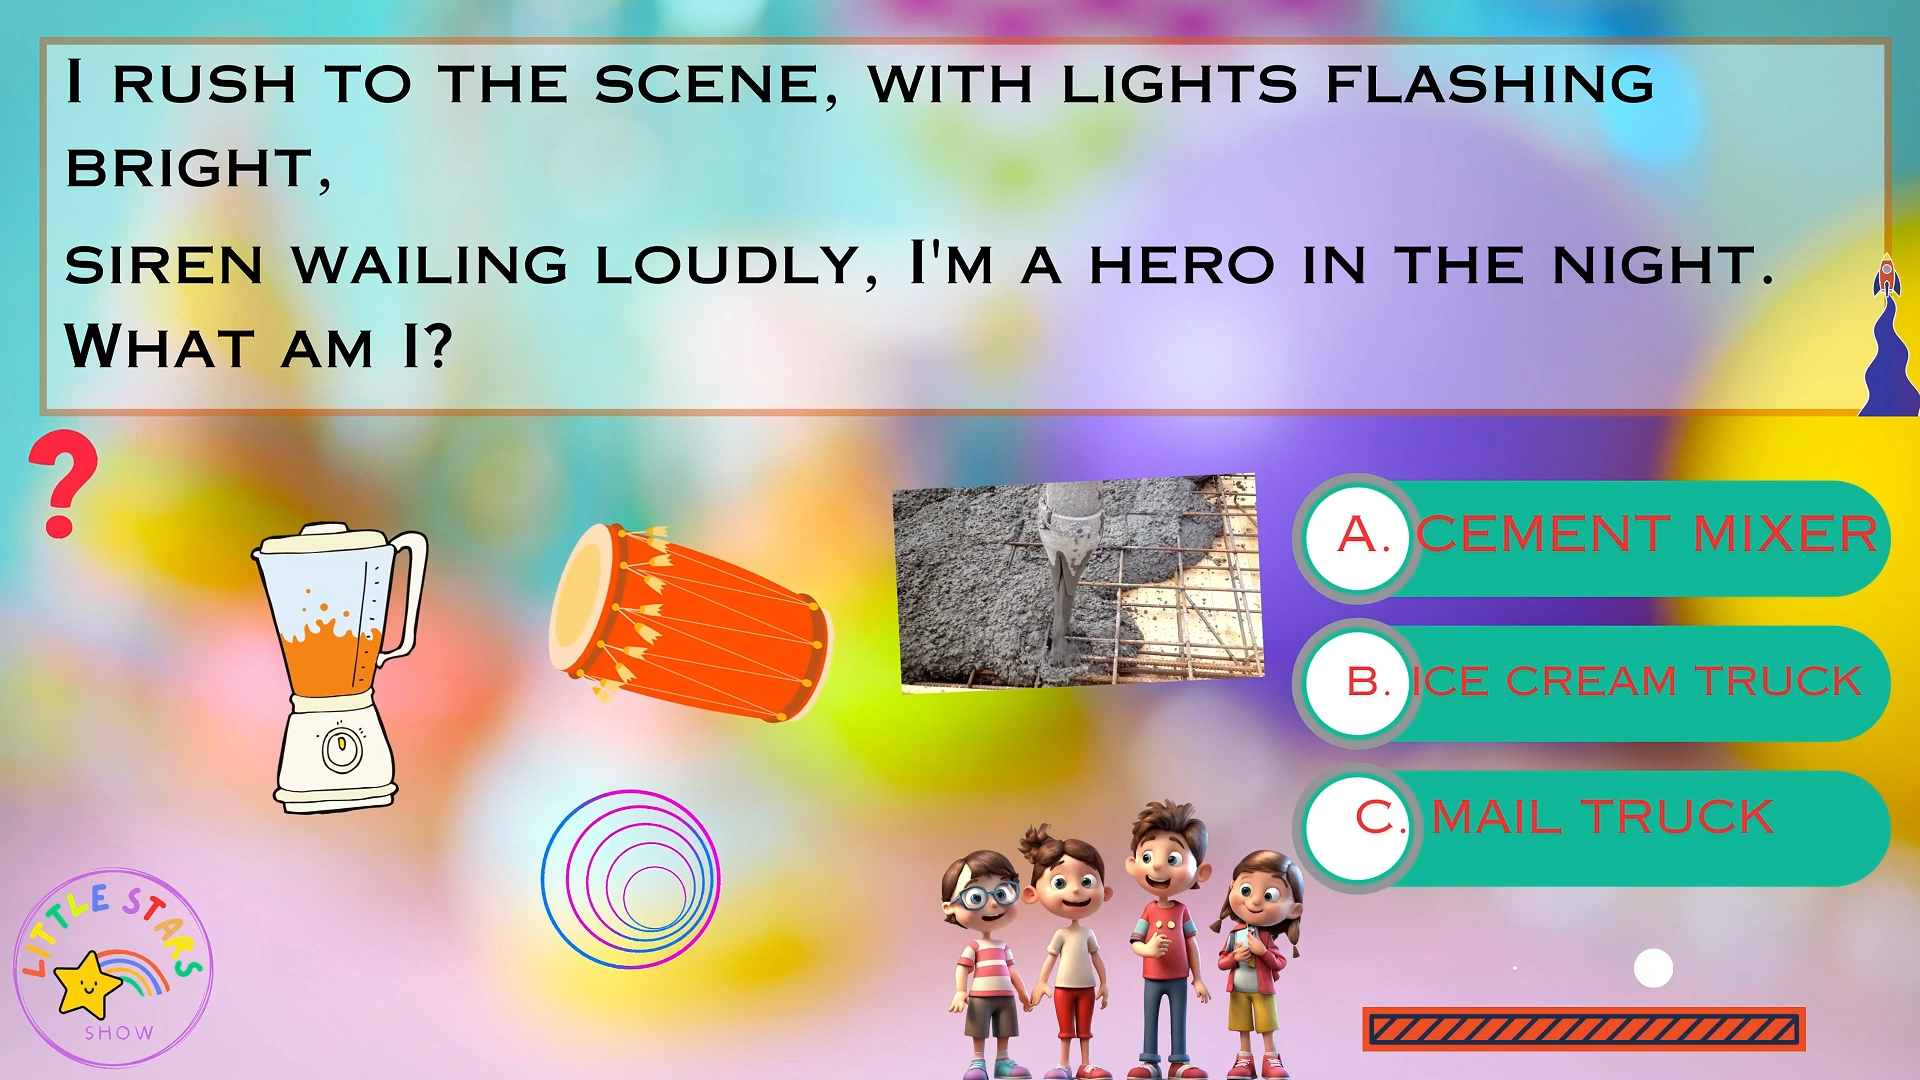 I RUSH TO THE SCENE, WITH LIGHTS FLASHING
BRIGHT,
SIREN WAILING LOUDLY, I'M A HERO IN THE NIGHT.
WHAT AM I?
?
A. CEMENT MIXER
B. ICE CREAM TRUCK
C. MAIL TRUCK
LITTLE STARS
SHOW